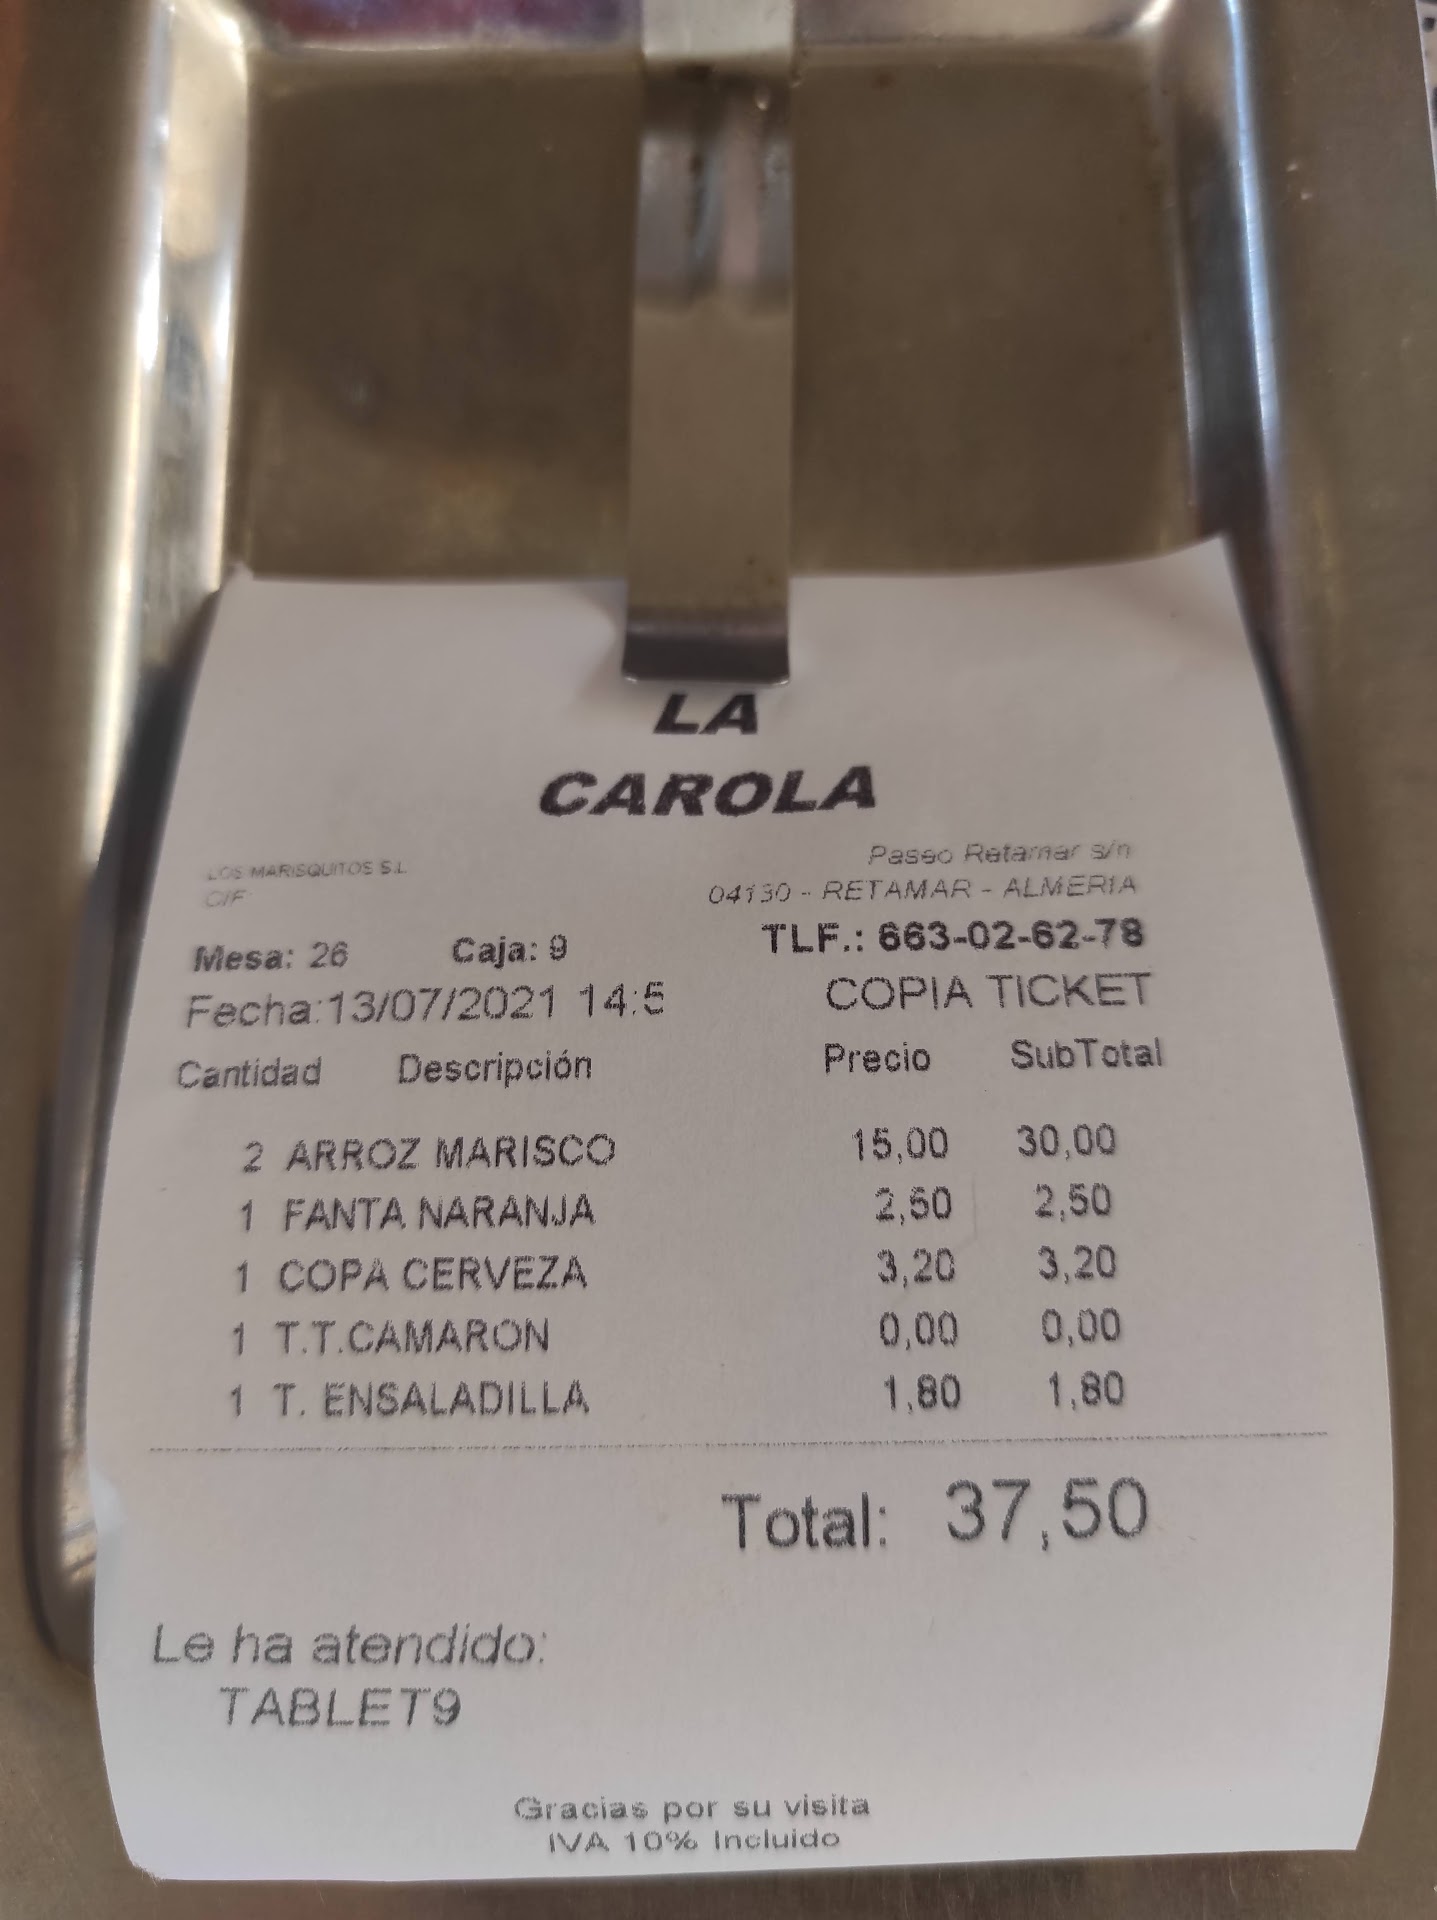 LA
CAROLA
LOS MARISQUITOS S.L
CIF
Paseo Retamar s/n
04130 - RETAMAR - ALMERIA
Mesa: 26 Caja: 9 TLF.: 663-02-62-78
Fecha:13/07/2021 14:5 COPIA TICKET
Cantidad Descripción Precio SubTotal
2 ARROZ MARISCO 15,00 30,00
1 FANTA NARANJA 2,50 2,50
1 COPA CERVEZA 3,20 3,20
1 T.T.CAMARON 0,00 0,00
1 T. ENSALADILLA 1,80 1,80
Total: 37,50
Le ha atendido:
TABLET9
Gracias por su visita
IVA 10% Incluido